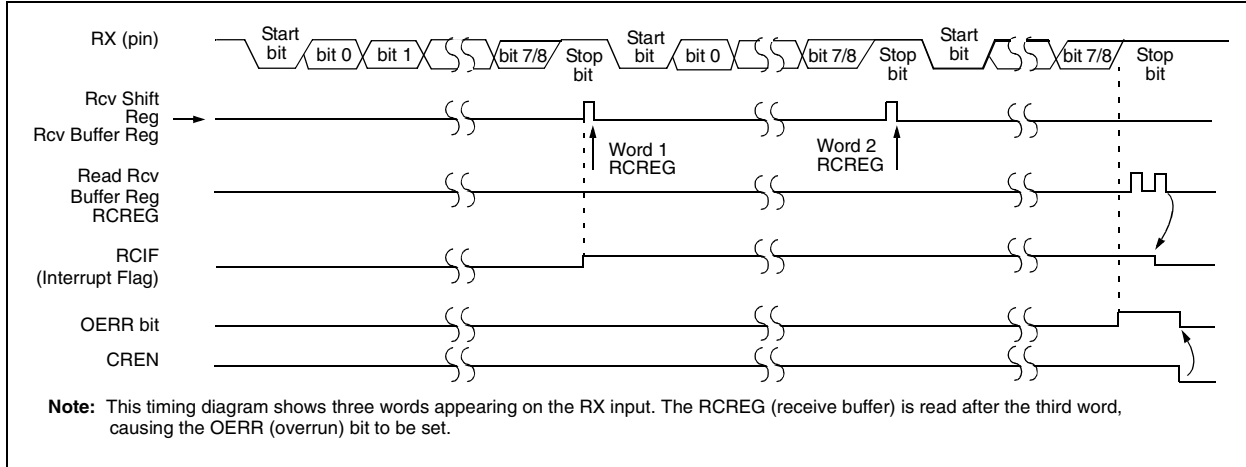 RX (pin)
Start bit
bit 0
bit 1
bit 7/8
Stop bit
Start bit
bit 0
bit 7/8
Stop bit
Start bit
bit 7/8
Stop bit
Rcv Shift
Reg
Rcv Buffer Reg
Word 1
RCREG
Word 2
RCREG
Read Rcv
Buffer Reg
RCREG
RCIF
(Interrupt Flag)
OERR bit
CREN
Note: This timing diagram shows three words appearing on the RX input. The RCREG (receive buffer) is read after the third word,
causing the OERR (overrun) bit to be set.